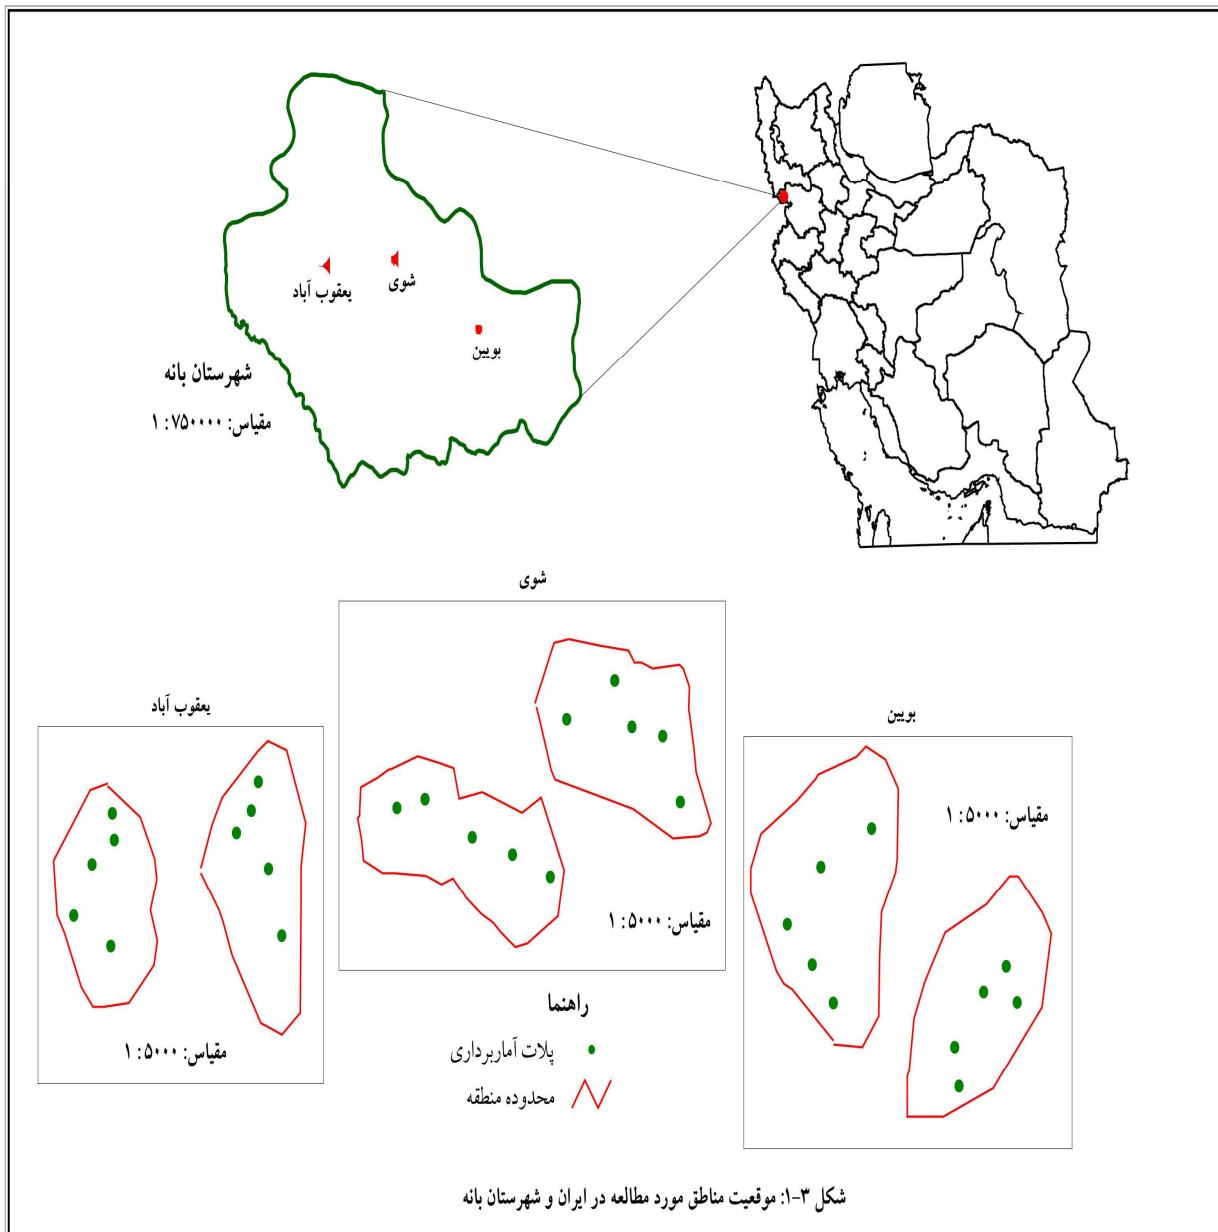 شوی
یعقوب آباد
بویین
شهرستان بانه
مقیاس: ۷۵۰۰۰۰ : ۱
شوی
یعقوب آباد
بویین
مقیاس: ۵۰۰۰ : ۱
مقیاس: ۵۰۰۰ : ۱
مقیاس: ۵۰۰۰ : ۱
راهنما
پلات آماربرداری
محدوده منطقه
شکل ۳-۱: موقعیت مناطق مورد مطالعه در ایران و شهرستان بانه